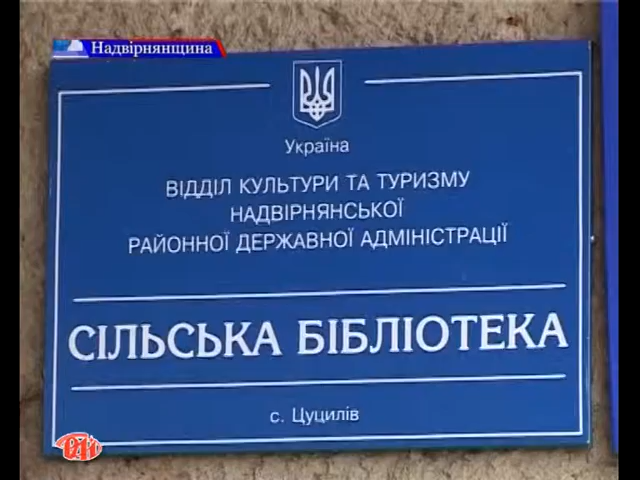 Надвірнянщина
Україна
ВІДДІЛ КУЛЬТУРИ ТА ТУРИЗМУ
НАДВІРНЯНСЬКОЇ
РАЙОННОЇ ДЕРЖАВНОЇ АДМІНІСТРАЦІЇ
СІЛЬСЬКА БІБЛІОТЕКА
с. Цуцилів